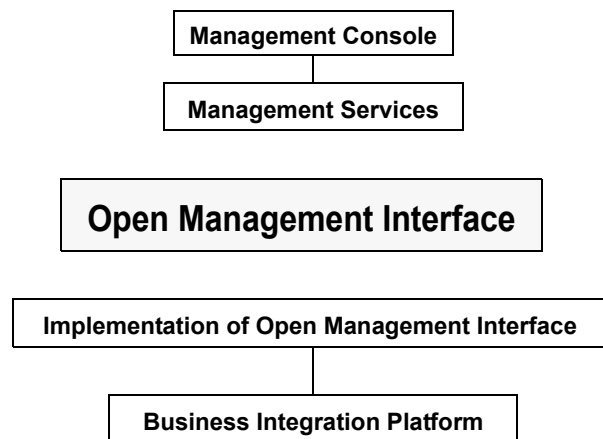 Management Console
Management Services
Open Management Interface
Implementation of Open Management Interface
Business Integration Platform